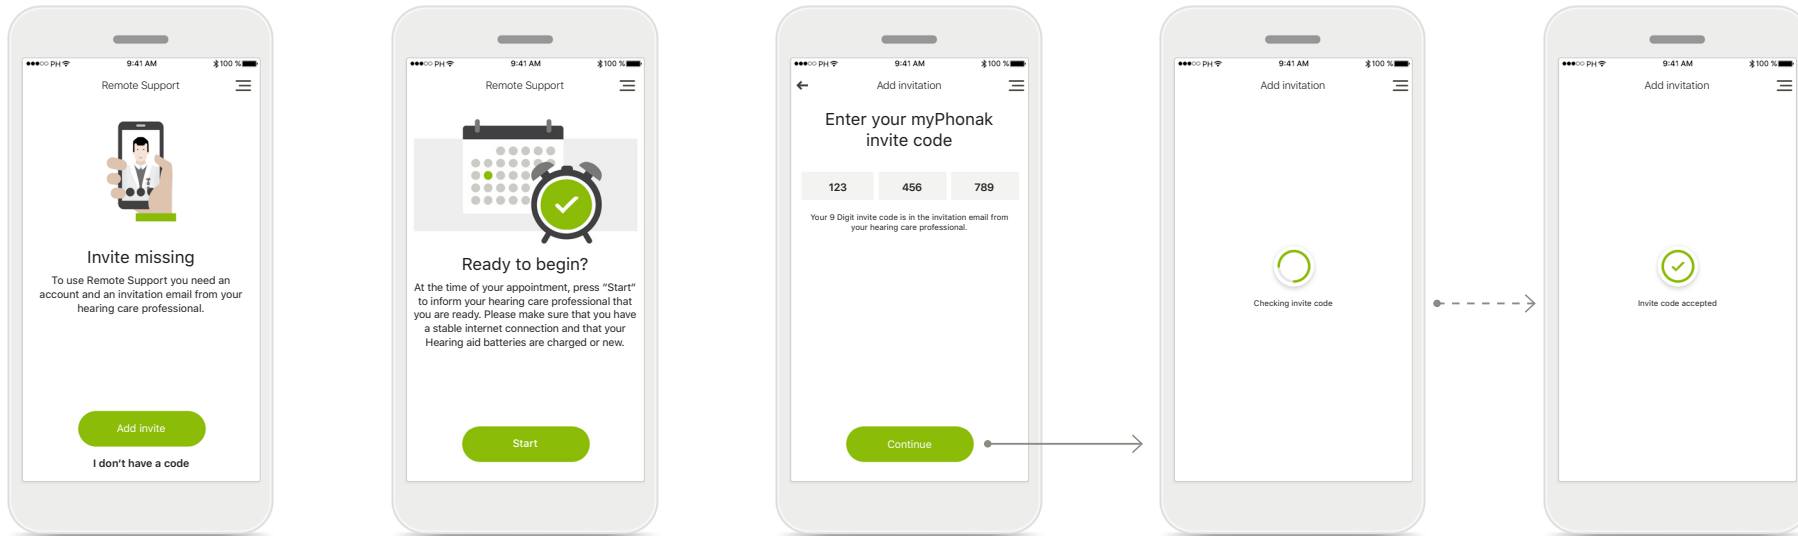 PH 9:41 AM 100 %
Remote Support
Invite missing
To use Remote Support you need an
account and an invitation email from your
hearing care professional.
Add invite
I don't have a code
PH 9:41 AM 100 %
Remote Support
Ready to begin?
At the time of your appointment, press "Start"
to inform your hearing care professional that
you are ready. Please make sure that you have
a stable internet connection and that your
Hearing aid batteries are charged or new.
Start
PH 9:41 AM 100 %
Add invitation
Enter your myPhonak
invite code
123 456 789
Your 9 Digit invite code is in the invitation email from
your hearing care professional.
Continue
PH 9:41 AM 100 %
Add invitation
Checking invite code
PH 9:41 AM 100 %
Add invitation
Invite code accepted